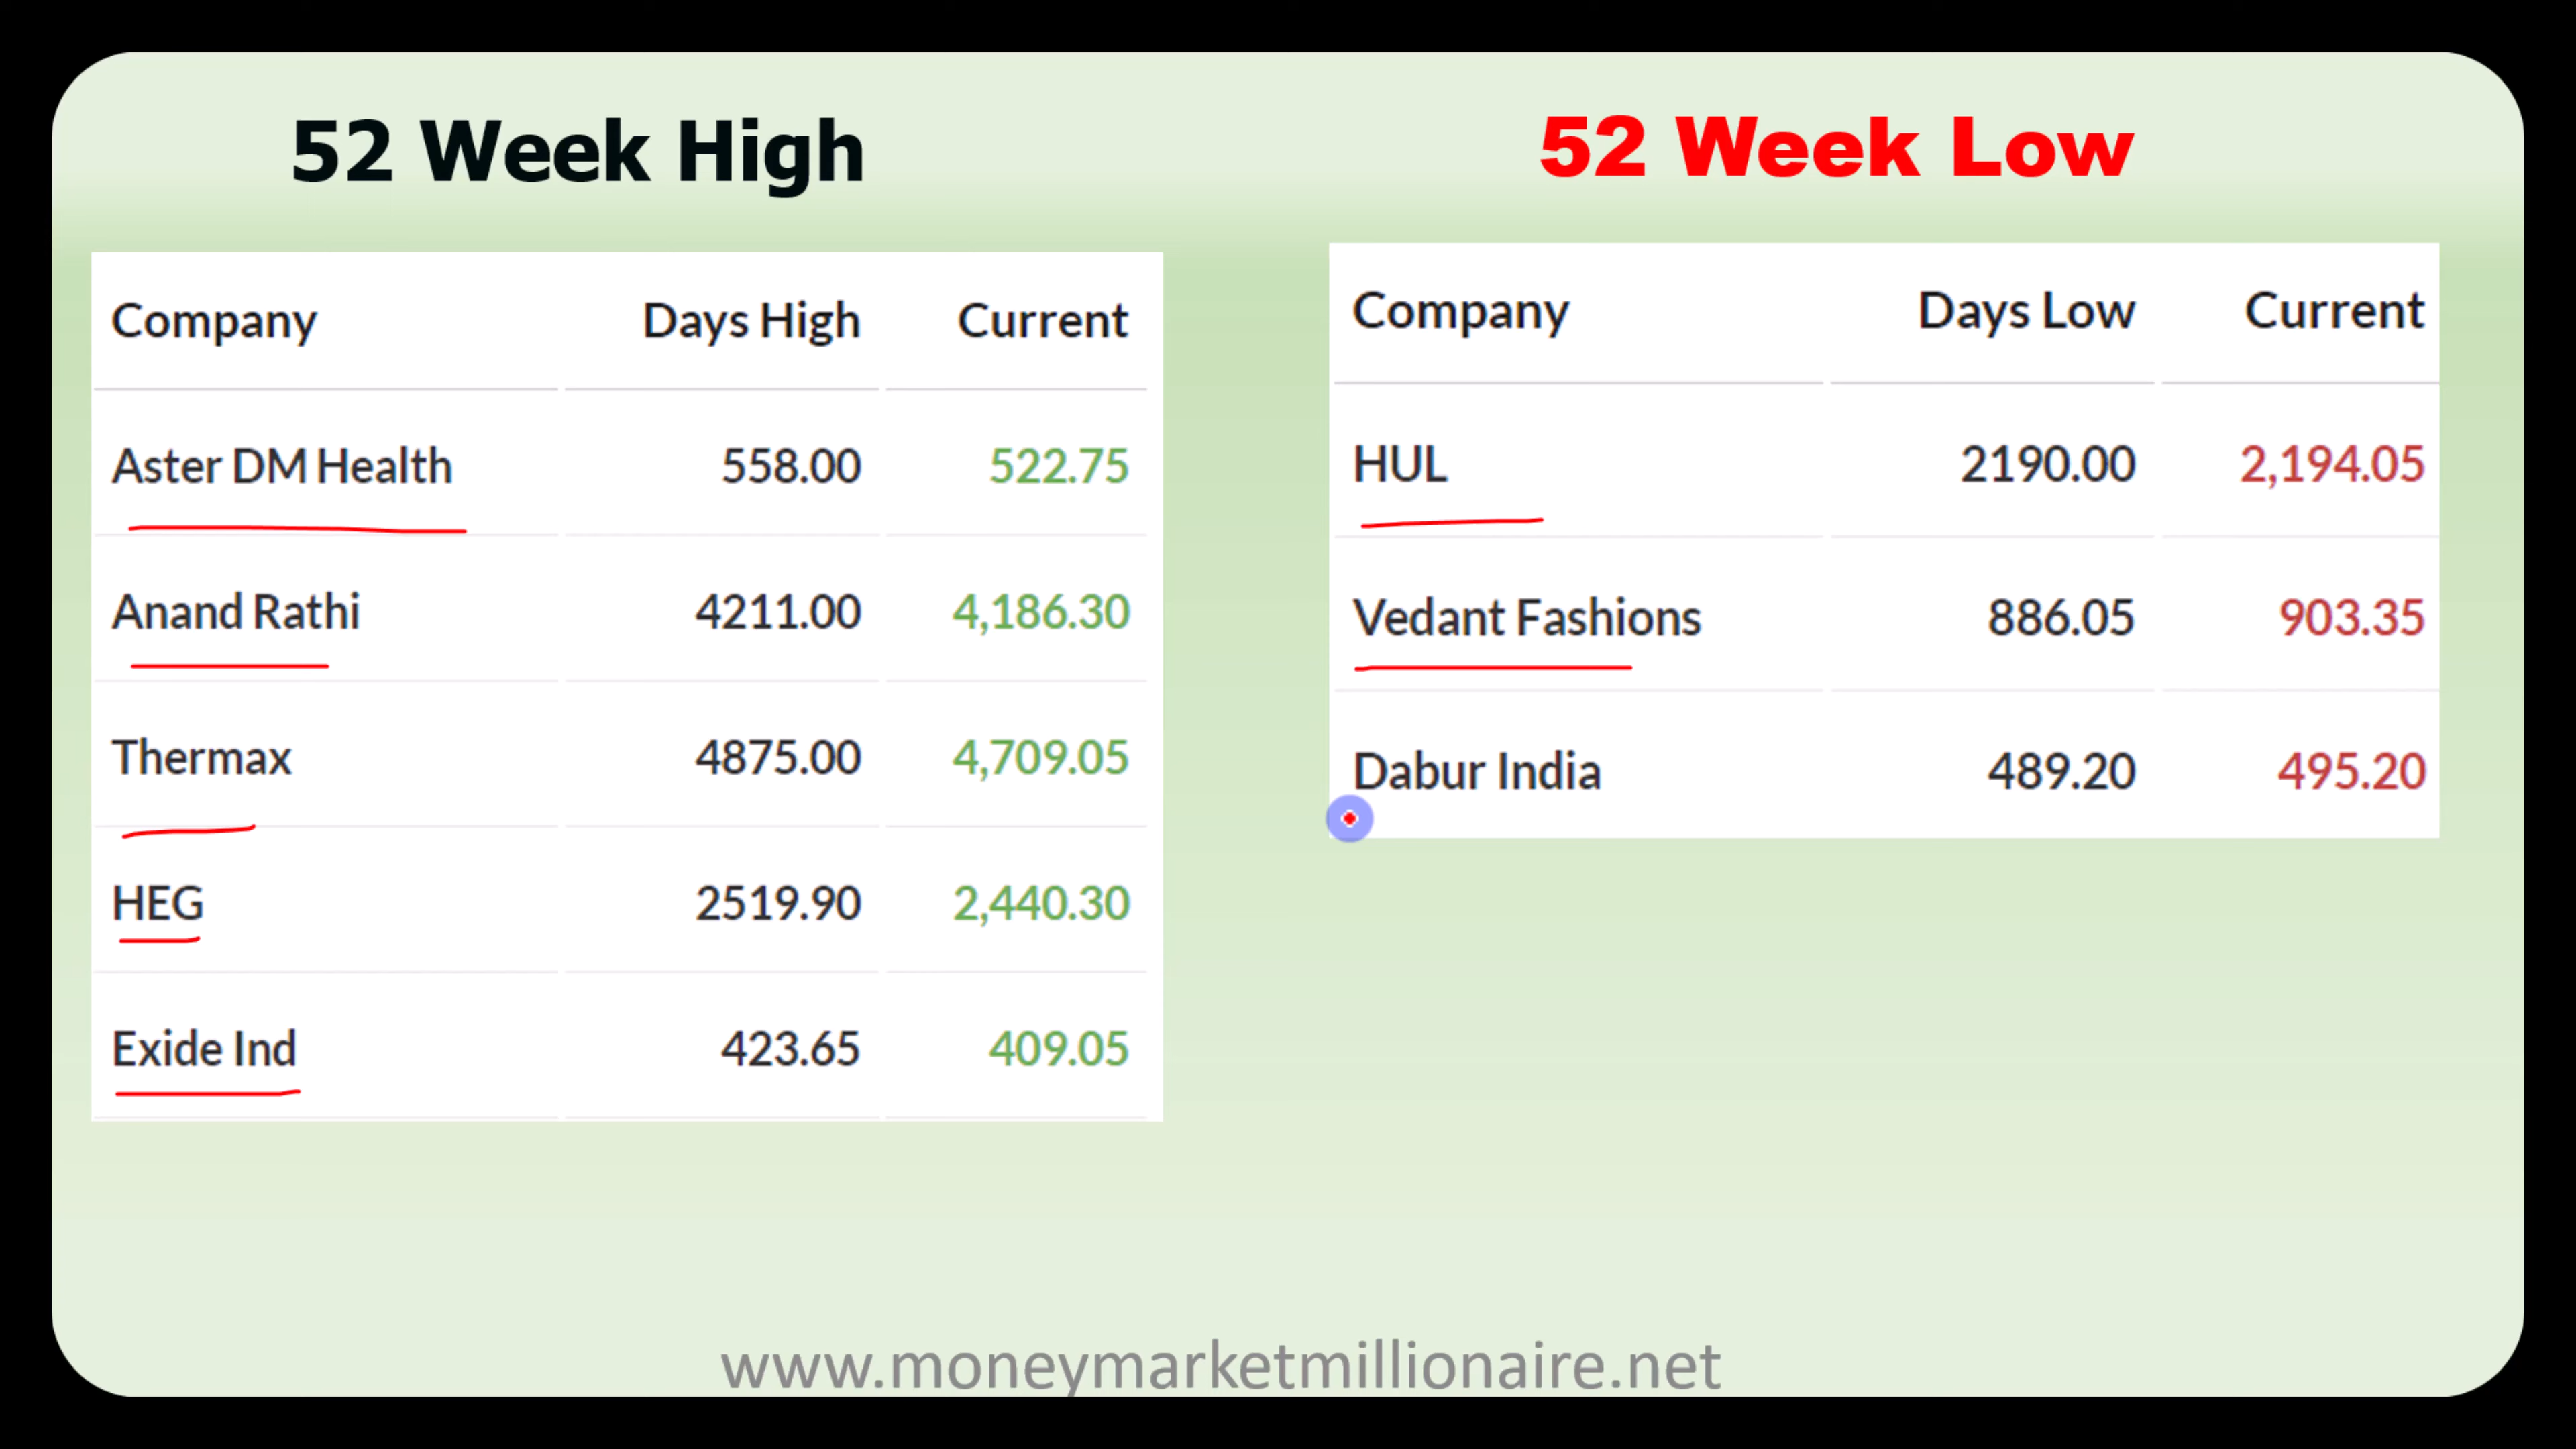 52 Week High
Company Days High Current
Aster DM Health 558.00 522.75
Anand Rathi 4211.00 4,186.30
Thermax 4875.00 4,709.05
HEG 2519.90 2,440.30
Exide Ind 423.65 409.05
52 Week Low
Company Days Low Current
HUL 2190.00 2,194.05
Vedant Fashions 886.05 903.35
Dabur India 489.20 495.20
www.moneymarketmillionaire.net